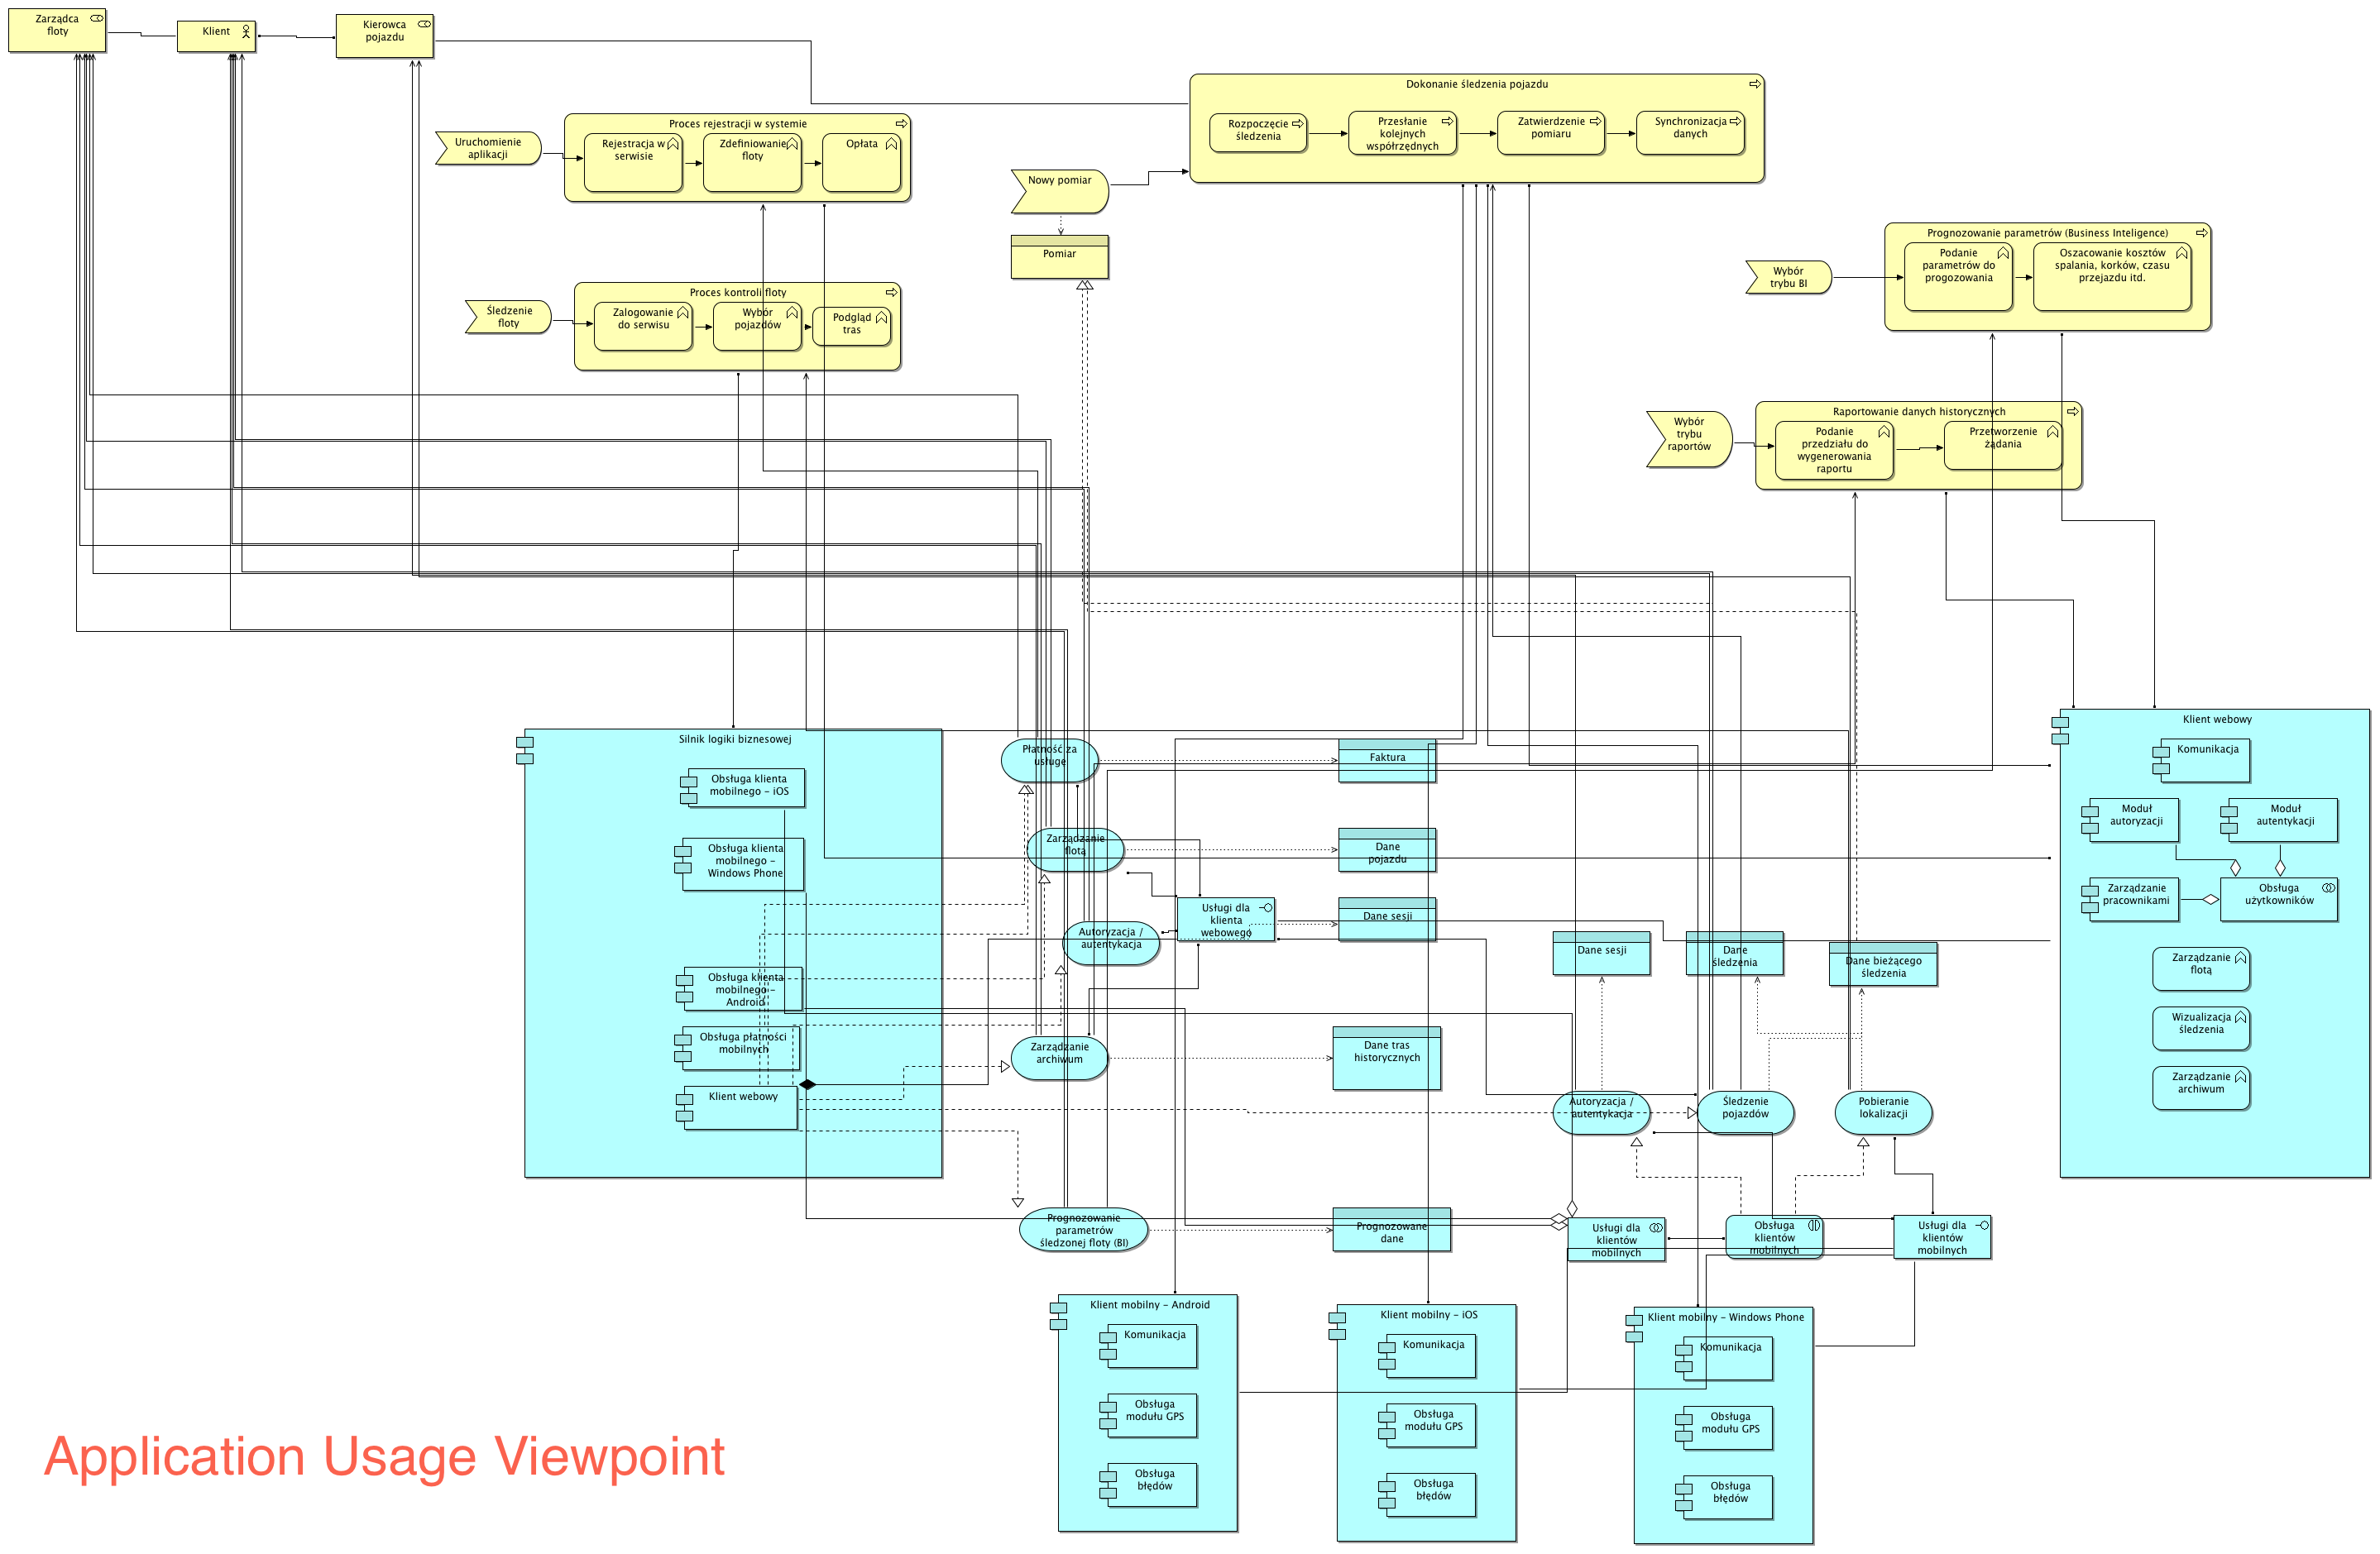 Zarządca
floty
Klient
Kierowca
pojazdu
Dokonanie śledzenia pojazdu
Rozpoczęcie
śledzenia
Przesłanie
kolejnych
współrzędnych
Zatwierdzenie
pomiaru
Synchronizacja
danych
Uruchomienie
aplikacji
Proces rejestracji w systemie
Rejestracja w
serwisie
Zdefiniowanie
floty
Opłata
Nowy pomiar
Pomiar
Prognozowanie parametrów (Business Inteligence)
Podanie
parametrów do
progozowania
Oszacowanie kosztów
spalania, korków, czasu
przejazdu itd.
Wybór
trybu BI
Śledzenie
floty
Proces kontroli floty
Zalogowanie
do serwisu
Wybór
pojazdów
Podgląd
tras
Wybór
trybu
raportów
Raportowanie danych historycznych
Podanie
przedziału do
wygenerowania
raportu
Przetworzenie
żądania
Silnik logiki biznesowej
Obsługa klienta
mobilnego - iOS
Obsługa klienta
mobilnego -
Windows Phone
Obsługa klienta
mobilnego -
Android
Obsługa płatności
mobilnych
Klient webowy
Płatność za
usługę
Faktura
Zarządzanie
flotą
Dane
pojazdu
Usługi dla
klienta
webowego
Dane sesji
Autoryzacja /
autentykacja
Zarządzanie
archiwum
Dane tras
historycznych
Prognozowanie
parametrów
śledzonej floty (BI)
Prognozowane
dane
Dane sesji
Dane
śledzenia
Dane bieżącego
śledzenia
Autoryzacja /
autentykacja
Śledzenie
pojazdów
Pobieranie
lokalizacji
Usługi dla
klientów
mobilnych
Obsługa
klientów
mobilnych
Usługi dla
klientów
mobilnych
Klient webowy
Komunikacja
Moduł
autoryzacji
Moduł
autentykacji
Zarządzanie
pracownikami
Obsługa
użytkowników
Zarządzanie
flotą
Wizualizacja
śledzenia
Zarządzanie
archiwum
Klient mobilny - Android
Komunikacja
Obsługa
modułu GPS
Obsługa
błędów
Klient mobilny - iOS
Komunikacja
Obsługa
modułu GPS
Obsługa
błędów
Klient mobilny - Windows Phone
Komunikacja
Obsługa
modułu GPS
Obsługa
błędów
Application Usage Viewpoint